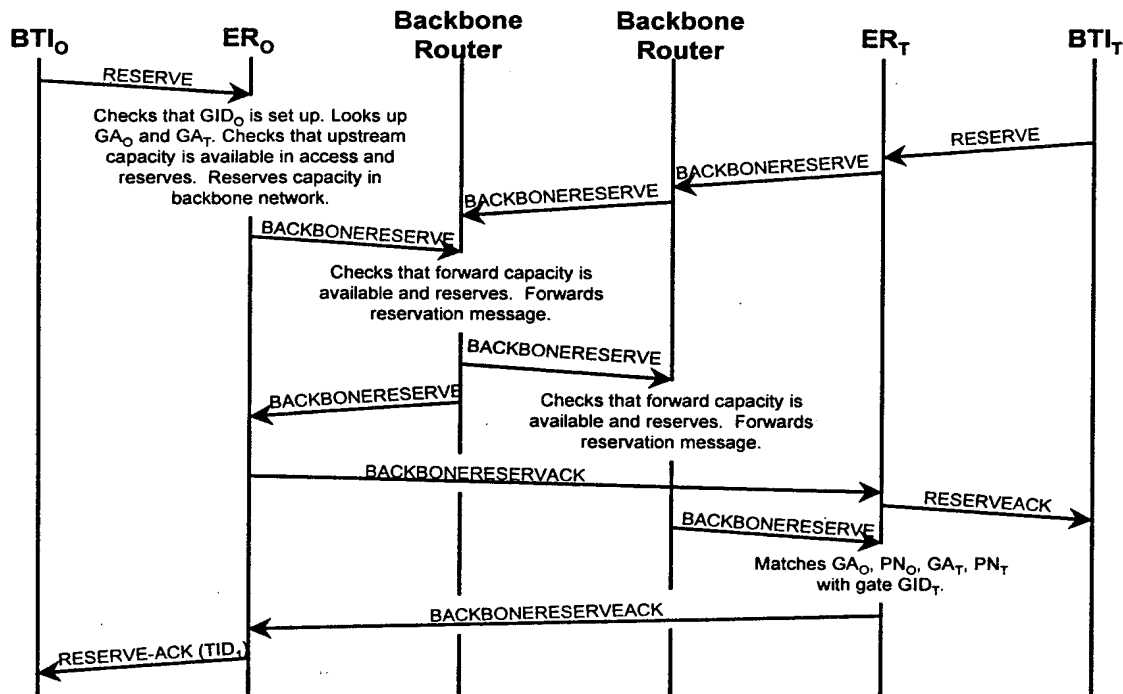 BTIO
ERO
Backbone
Router
Backbone
Router
ERT
BTIT
RESERVE
Checks that GIDO is set up. Looks up
GAO and GAT. Checks that upstream
capacity is available in access and
reserves. Reserves capacity in
backbone network.
RESERVE
BACKBONERESERVE
BACKBONERESERVE
BACKBONERESERVE
Checks that forward capacity is
available and reserves. Forwards
reservation message.
BACKBONERESERVE
BACKBONERESERVE
Checks that forward capacity is
available and reserves. Forwards
reservation message.
BACKBONERESERVACK
RESERVEACK
BACKBONERESERVE
Matches GAO, PNO, GAT, PNT
with gate GIDT.
BACKBONERESERVEACK
RESERVE-ACK (TID1)